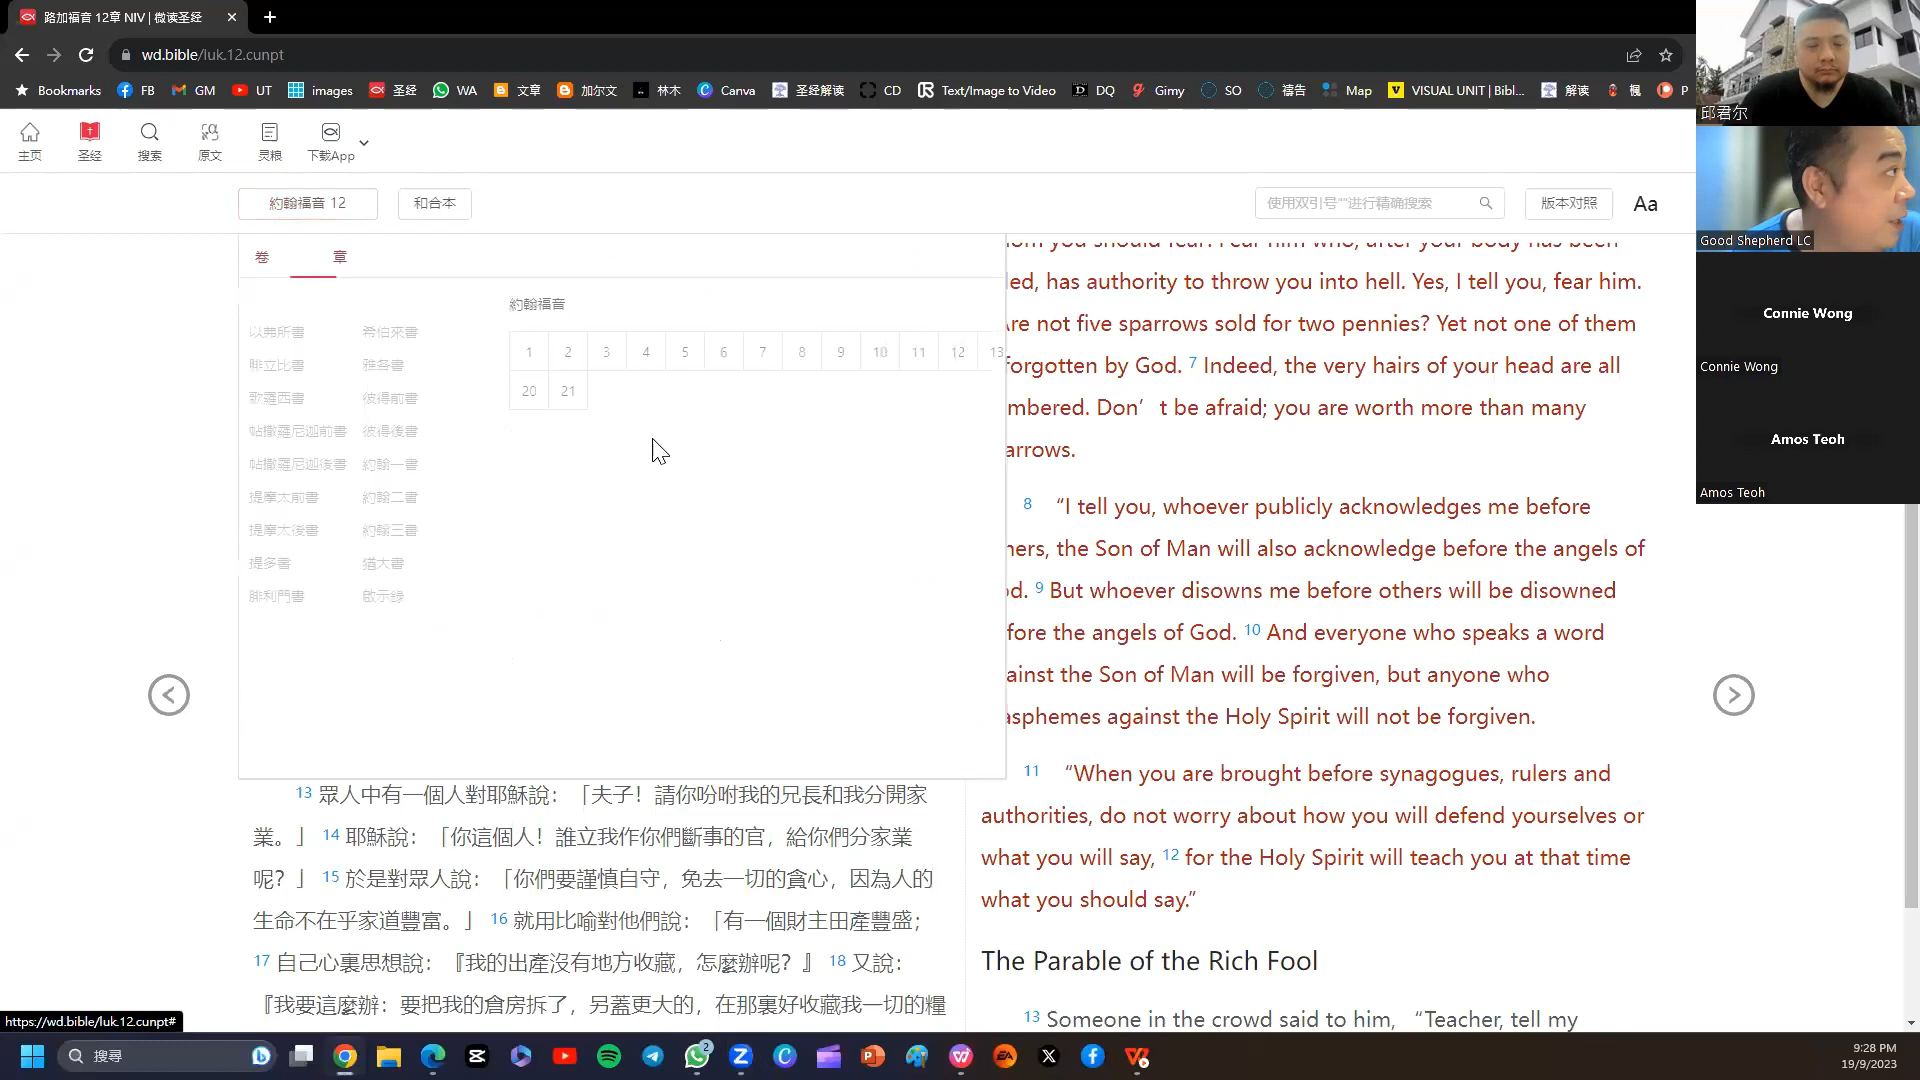 路加福音 12章 NIV | 微读圣经
wd.bible/luk.12.cunpt
Bookmarks FB GM UT images 圣经 WA 文章 加尔文 林木 Canva 圣经解读 CD Text/Image to Video DQ Gimy SO 禱告 Map VISUAL UNIT | Bibl... 解读 楓 P
主页 圣经 搜索 原文 灵粮 下载App
約翰福音 12 和合本 使用双引号""进行精确搜索 版本对照 Aa
卷 章
約翰福音
以弗所書 希伯來書
腓立比書 雅各書
歌羅西書 彼得前書
帖撒羅尼迦前書 彼得後書
帖撒羅尼迦後書 約翰一書
提摩太前書 約翰二書
提摩太後書 約翰三書
提多書 猶大書
腓利門書 啟示錄
1 2 3 4 5 6 7 8 9 10 11 12 13
20 21
om you should fear: Fear him who, after your body has been
led, has authority to throw you into hell. Yes, I tell you, fear him.
re not five sparrows sold for two pennies? Yet not one of them
forgotten by God. 7 Indeed, the very hairs of your head are all
mbered. Don’t be afraid; you are worth more than many
arrows.
8 “I tell you, whoever publicly acknowledges me before
hers, the Son of Man will also acknowledge before the angels of
d. 9 But whoever disowns me before others will be disowned
fore the angels of God. 10 And everyone who speaks a word
ainst the Son of Man will be forgiven, but anyone who
asphemes against the Holy Spirit will not be forgiven.
11 “When you are brought before synagogues, rulers and
authorities, do not worry about how you will defend yourselves or
what you will say, 12 for the Holy Spirit will teach you at that time
what you should say.”
The Parable of the Rich Fool
13 Someone in the crowd said to him, “Teacher, tell my
13 眾人中有一個人對耶穌說：「夫子！請你吩咐我的兄長和我分開家
業。」 14 耶穌說：「你這個人！誰立我作你們斷事的官，給你們分家業
呢？」 15 於是對眾人說：「你們要謹慎自守，免去一切的貪心，因為人的
生命不在乎家道豐富。」 16 就用比喻對他們說：「有一個財主田產豐盛；
17 自己心裏思想說：『我的出產沒有地方收藏，怎麼辦呢？』 18 又說：
『我要這麼辦：要把我的倉房拆了，另蓋更大的，在那裏好收藏我一切的糧
邱君尔
Good Shepherd LC
Connie Wong
Connie Wong
Amos Teoh
Amos Teoh
https://wd.bible/luk.12.cunpt#
搜尋
2
9:28 PM
19/9/2023